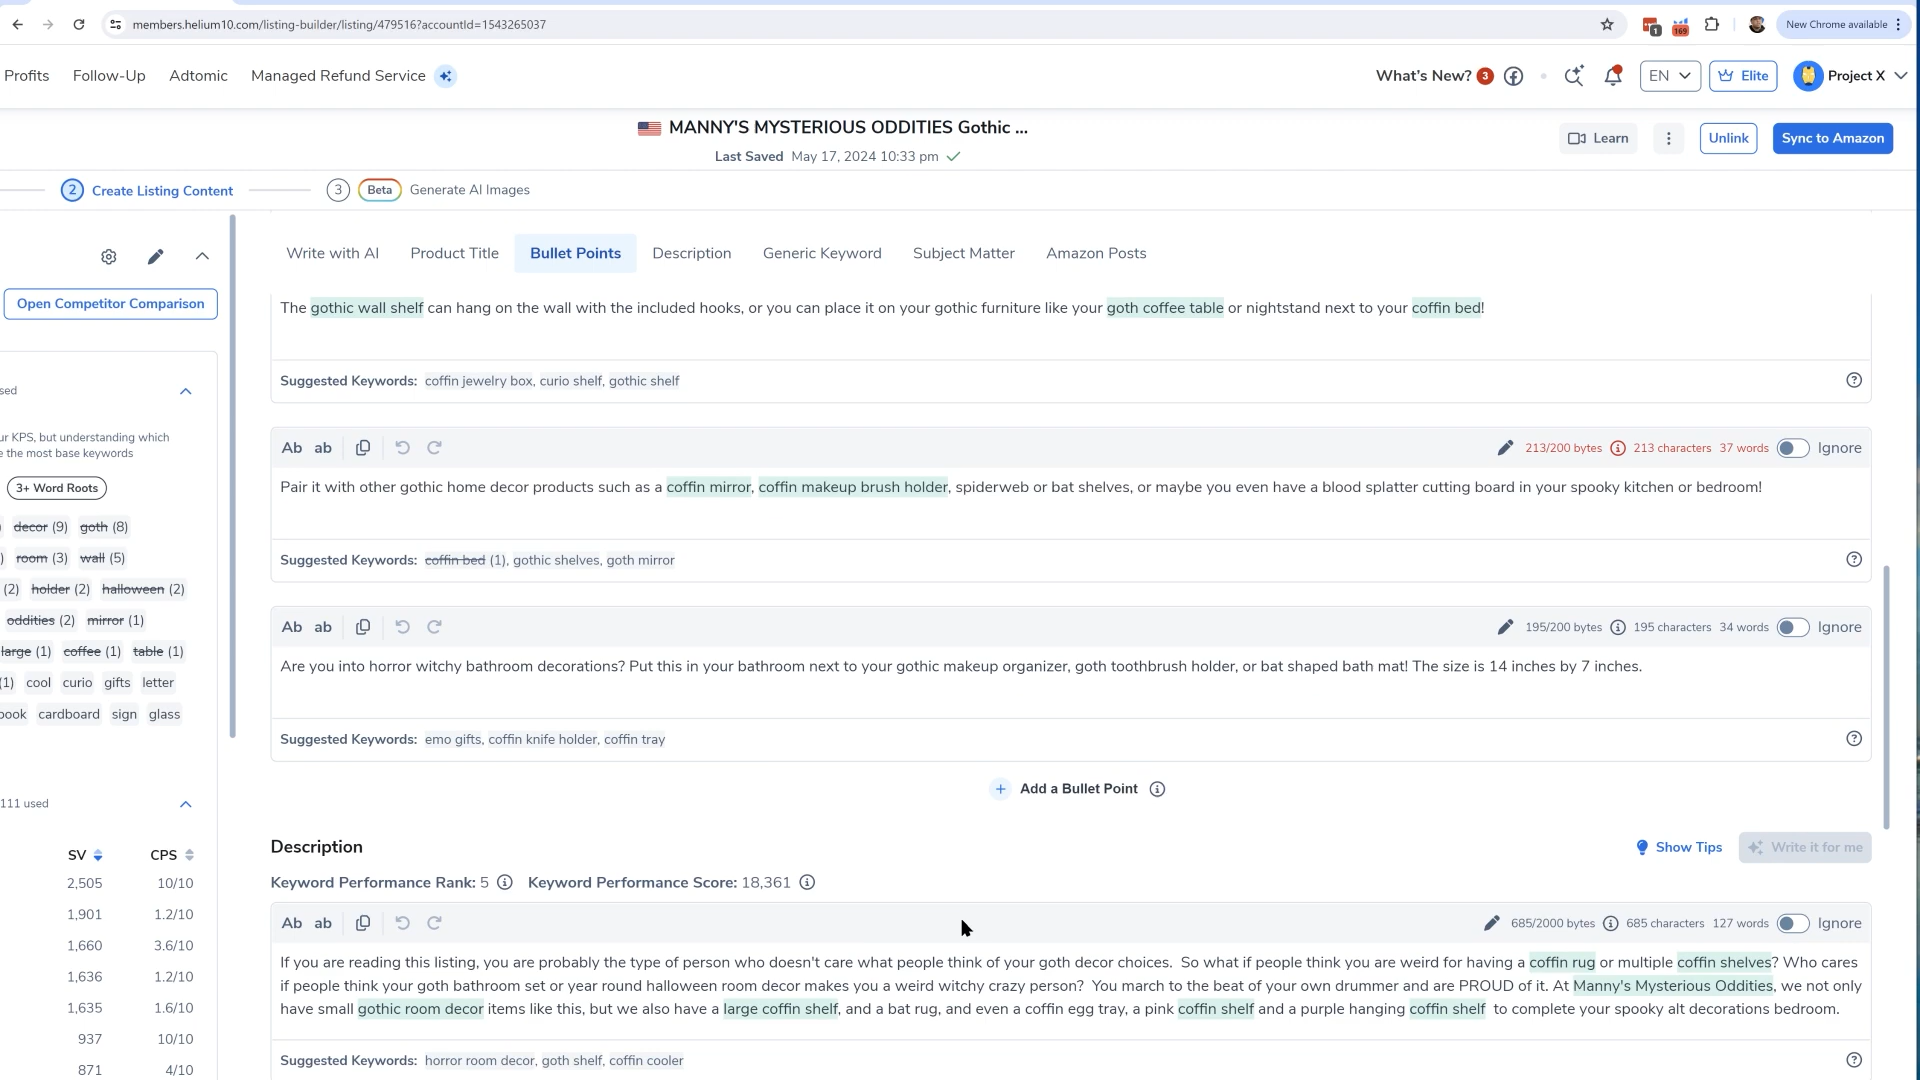 members.helium10.com/listing-builder/listing/479516?accountId=1543265037
1
169
New Chrome available
Profits Follow-Up Adtomic Managed Refund Service
What's New? 3
EN
Elite
Project X
MANNY'S MYSTERIOUS ODDITIES Gothic ...
Last Saved May 17, 2024 10:33 pm
Learn
Unlink
Sync to Amazon
2 Create Listing Content
3 Beta Generate AI Images
Open Competitor Comparison
sed
ur KPS, but understanding which
e the most base keywords
3+ Word Roots
) decor (9) goth (8)
) room (3) wall (5)
(2) holder (2) halloween (2)
oddities (2) mirror (1)
large (1) coffee (1) table (1)
(1) cool curio gifts letter
book cardboard sign glass
111 used
SV CPS
2,505 10/10
1,901 1.2/10
1,660 3.6/10
1,636 1.2/10
1,635 1.6/10
937 10/10
871 4/10
Write with AI Product Title Bullet Points Description Generic Keyword Subject Matter Amazon Posts
The gothic wall shelf can hang on the wall with the included hooks, or you can place it on your gothic furniture like your goth coffee table or nightstand next to your coffin bed!
Suggested Keywords: coffin jewelry box, curio shelf, gothic shelf
Ab ab
213/200 bytes 213 characters 37 words Ignore
Pair it with other gothic home decor products such as a coffin mirror, coffin makeup brush holder, spiderweb or bat shelves, or maybe you even have a blood splatter cutting board in your spooky kitchen or bedroom!
Suggested Keywords: coffin bed (1), gothic shelves, goth mirror
Ab ab
195/200 bytes 195 characters 34 words Ignore
Are you into horror witchy bathroom decorations? Put this in your bathroom next to your gothic makeup organizer, goth toothbrush holder, or bat shaped bath mat! The size is 14 inches by 7 inches.
Suggested Keywords: emo gifts, coffin knife holder, coffin tray
+ Add a Bullet Point
Description
Show Tips
Write it for me
Keyword Performance Rank: 5 Keyword Performance Score: 18,361
Ab ab
685/2000 bytes 685 characters 127 words Ignore
If you are reading this listing, you are probably the type of person who doesn't care what people think of your goth decor choices. So what if people think you are weird for having a coffin rug or multiple coffin shelves? Who cares
if people think your goth bathroom set or year round halloween room decor makes you a weird witchy crazy person? You march to the beat of your own drummer and are PROUD of it. At Manny's Mysterious Oddities, we not only
have small gothic room decor items like this, but we also have a large coffin shelf, and a bat rug, and even a coffin egg tray, a pink coffin shelf and a purple hanging coffin shelf to complete your spooky alt decorations bedroom.
Suggested Keywords: horror room decor, goth shelf, coffin cooler